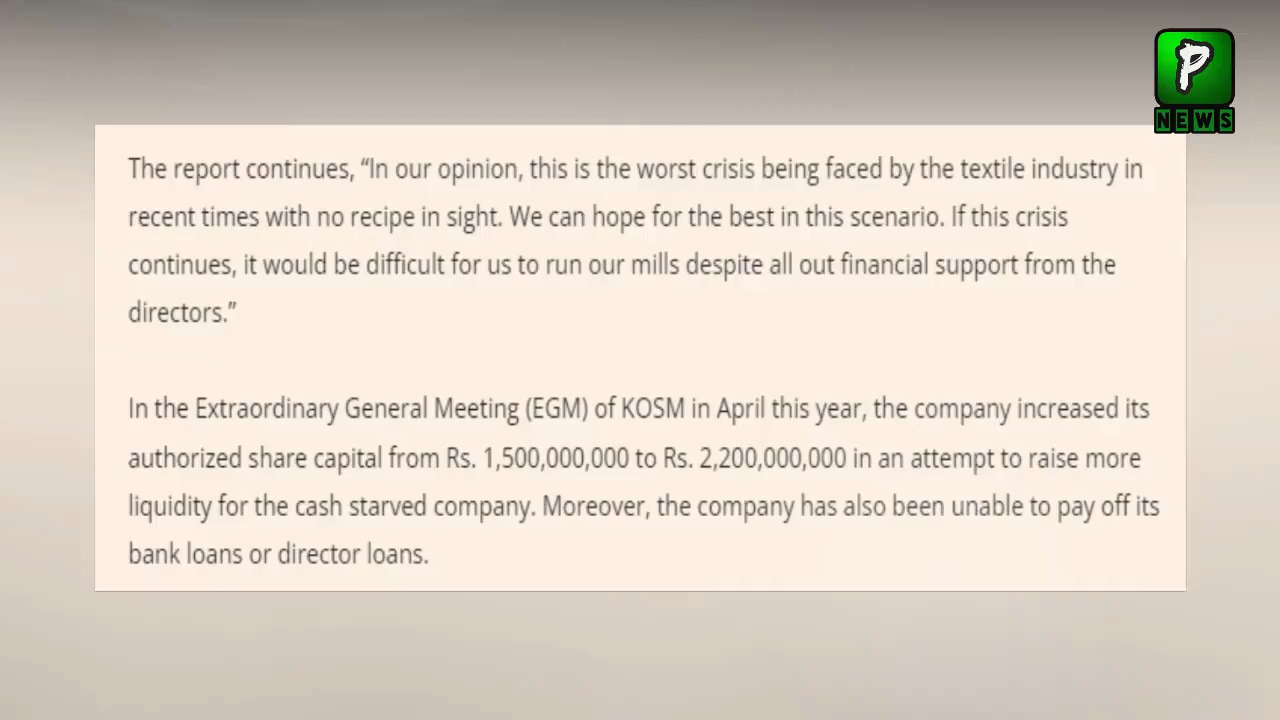 P
NEWS
The report continues, “In our opinion, this is the worst crisis being faced by the textile industry in
recent times with no recipe in sight. We can hope for the best in this scenario. If this crisis
continues, it would be difficult for us to run our mills despite all out financial support from the
directors.”
In the Extraordinary General Meeting (EGM) of KOSM in April this year, the company increased its
authorized share capital from Rs. 1,500,000,000 to Rs. 2,200,000,000 in an attempt to raise more
liquidity for the cash starved company. Moreover, the company has also been unable to pay off its
bank loans or director loans.